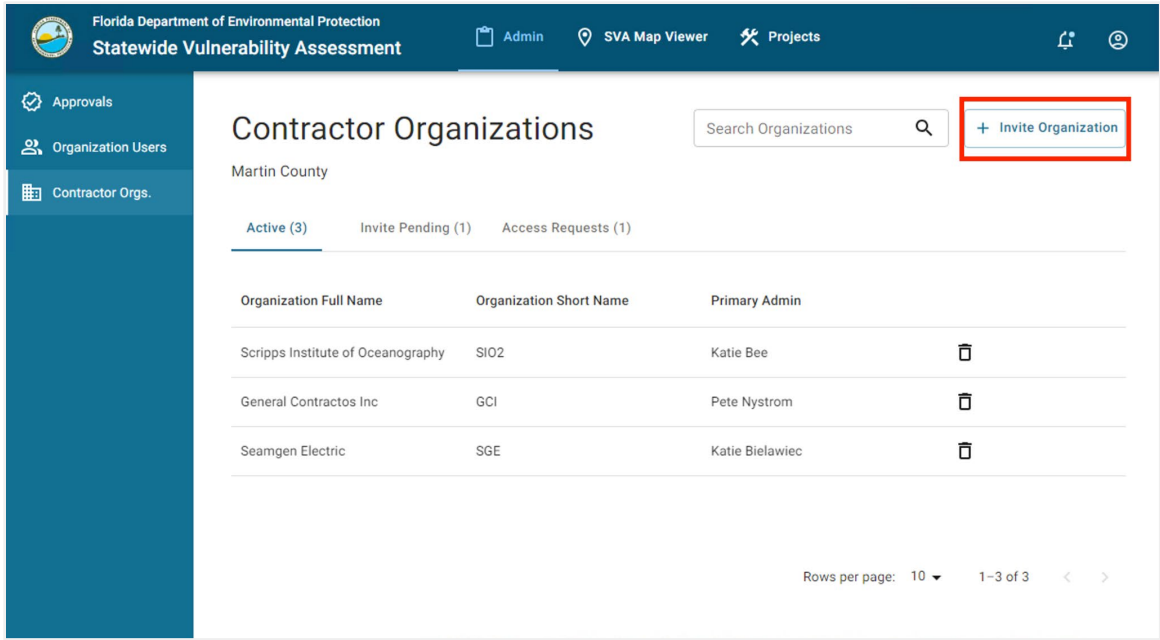 Florida Department of Environmental Protection
Statewide Vulnerability Assessment
Admin
SVA Map Viewer
Projects
Approvals
Organization Users
Contractor Orgs.
Contractor Organizations
Search Organizations
+ Invite Organization
Martin County
Active (3) Invite Pending (1) Access Requests (1)
Organization Full Name Organization Short Name Primary Admin
Scripps Institute of Oceanography SIO2 Katie Bee
General Contractos Inc GCI Pete Nystrom
Seamgen Electric SGE Katie Bielawiec
Rows per page: 10 1–3 of 3